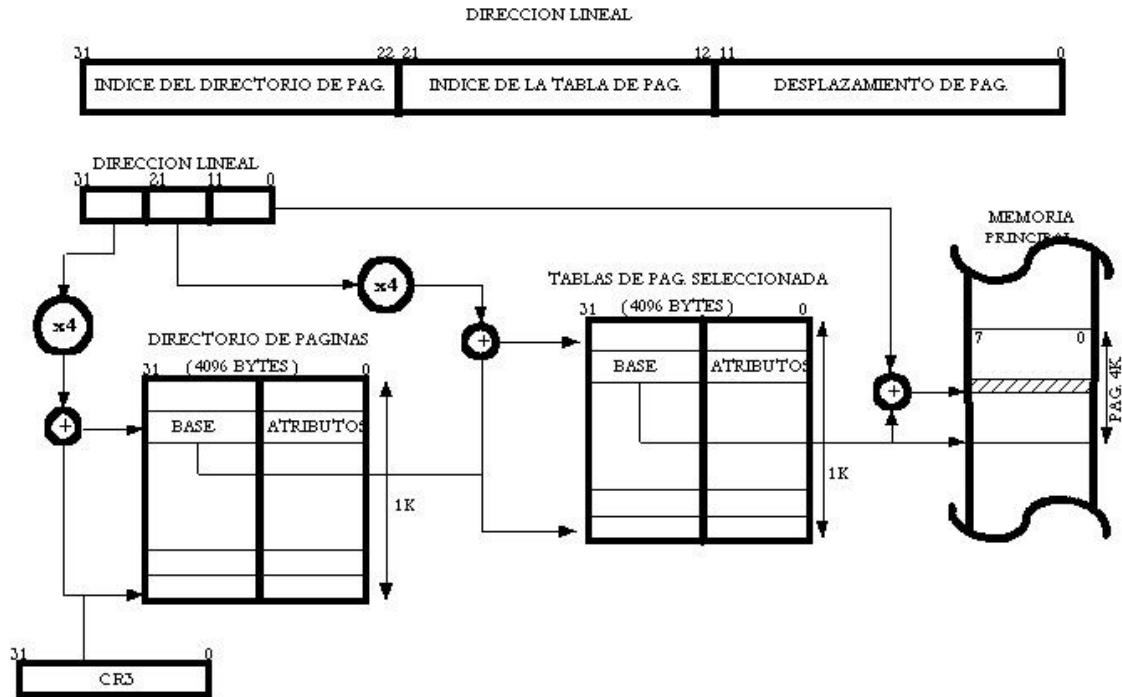 DIRECCION LINEAL
31 22 21 12 11 0
INDICE DEL DIRECTORIO DE PAG. INDICE DE LA TABLA DE PAG. DESPLAZAMIENTO DE PAG.
DIRECCION LINEAL
31 21 11 0
MEMORIA
PRINCIPAL
x4
x4
TABLAS DE PAG. SELECCIONADA
(4096 BYTES)
31 0
+
+
DIRECTORIO DE PAGINAS
(4096 BYTES)
31 0
BASE ATRIBUTOS
1K
BASE ATRIBUTOS
1K
+
7 0
PAG. 4K
31 0
CR3